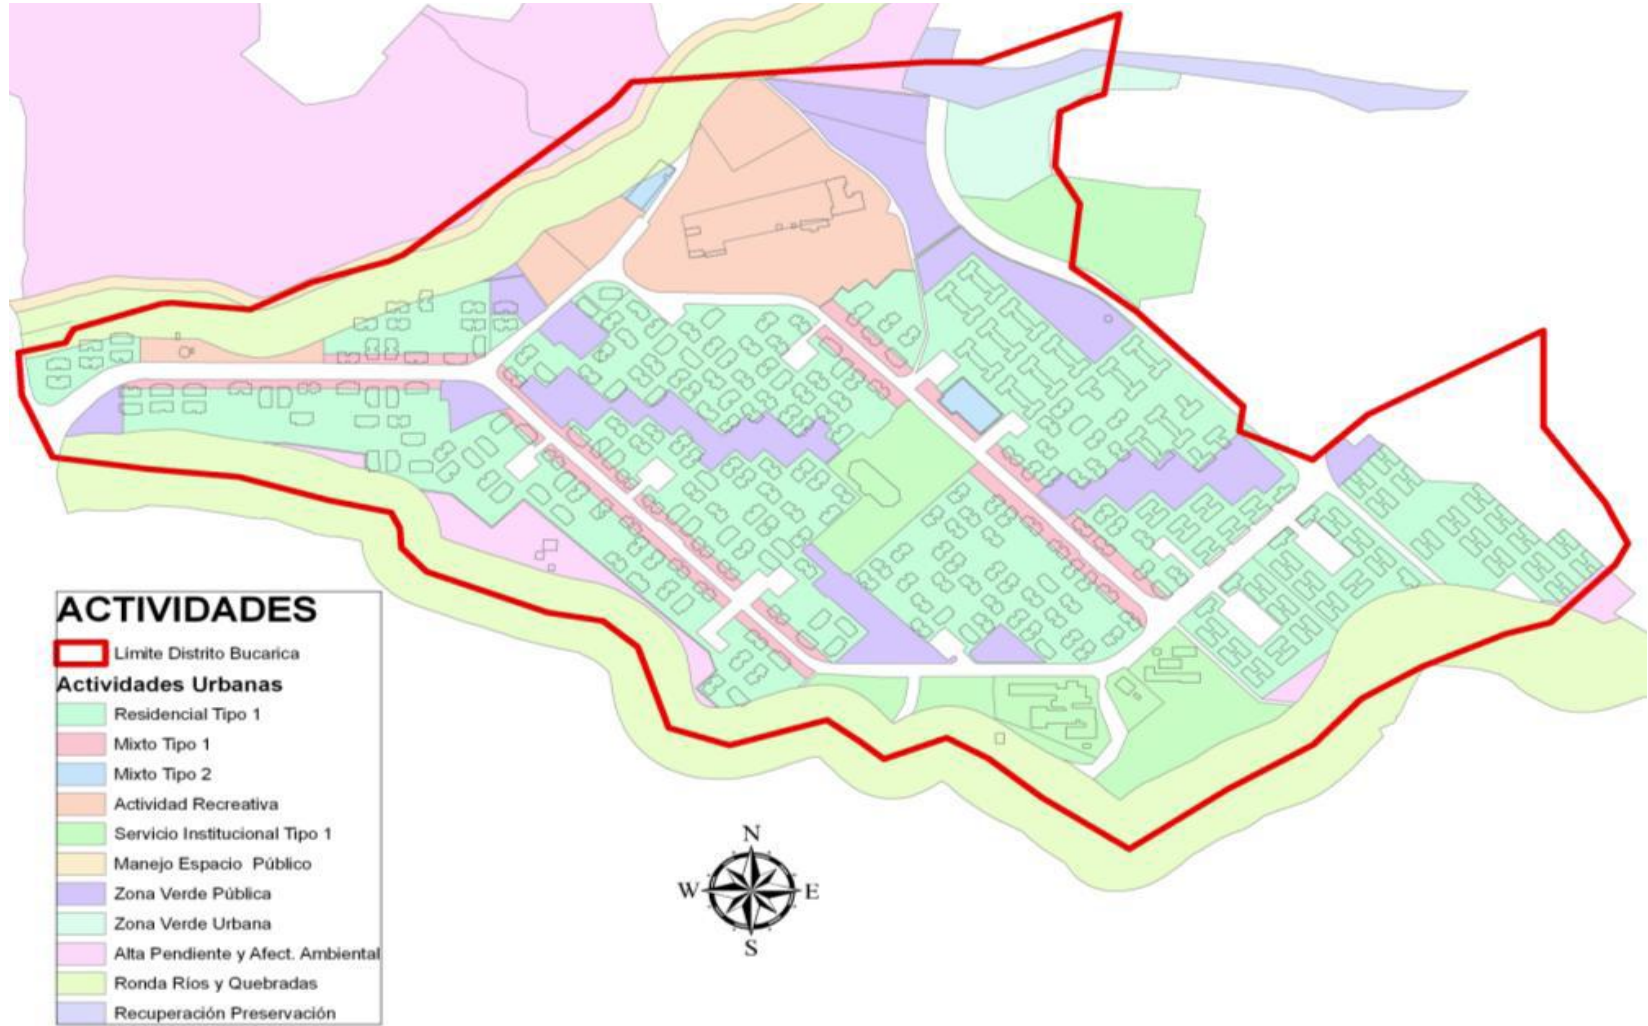 ACTIVIDADES
Límite Distrito Bucarica
Actividades Urbanas
Residencial Tipo 1
Mixto Tipo 1
Mixto Tipo 2
Actividad Recreativa
Servicio Institucional Tipo 1
Manejo Espacio Público
Zona Verde Pública
Zona Verde Urbana
Alta Pendiente y Afect. Ambiental
Ronda Ríos y Quebradas
Recuperación Preservación
N
W E
S